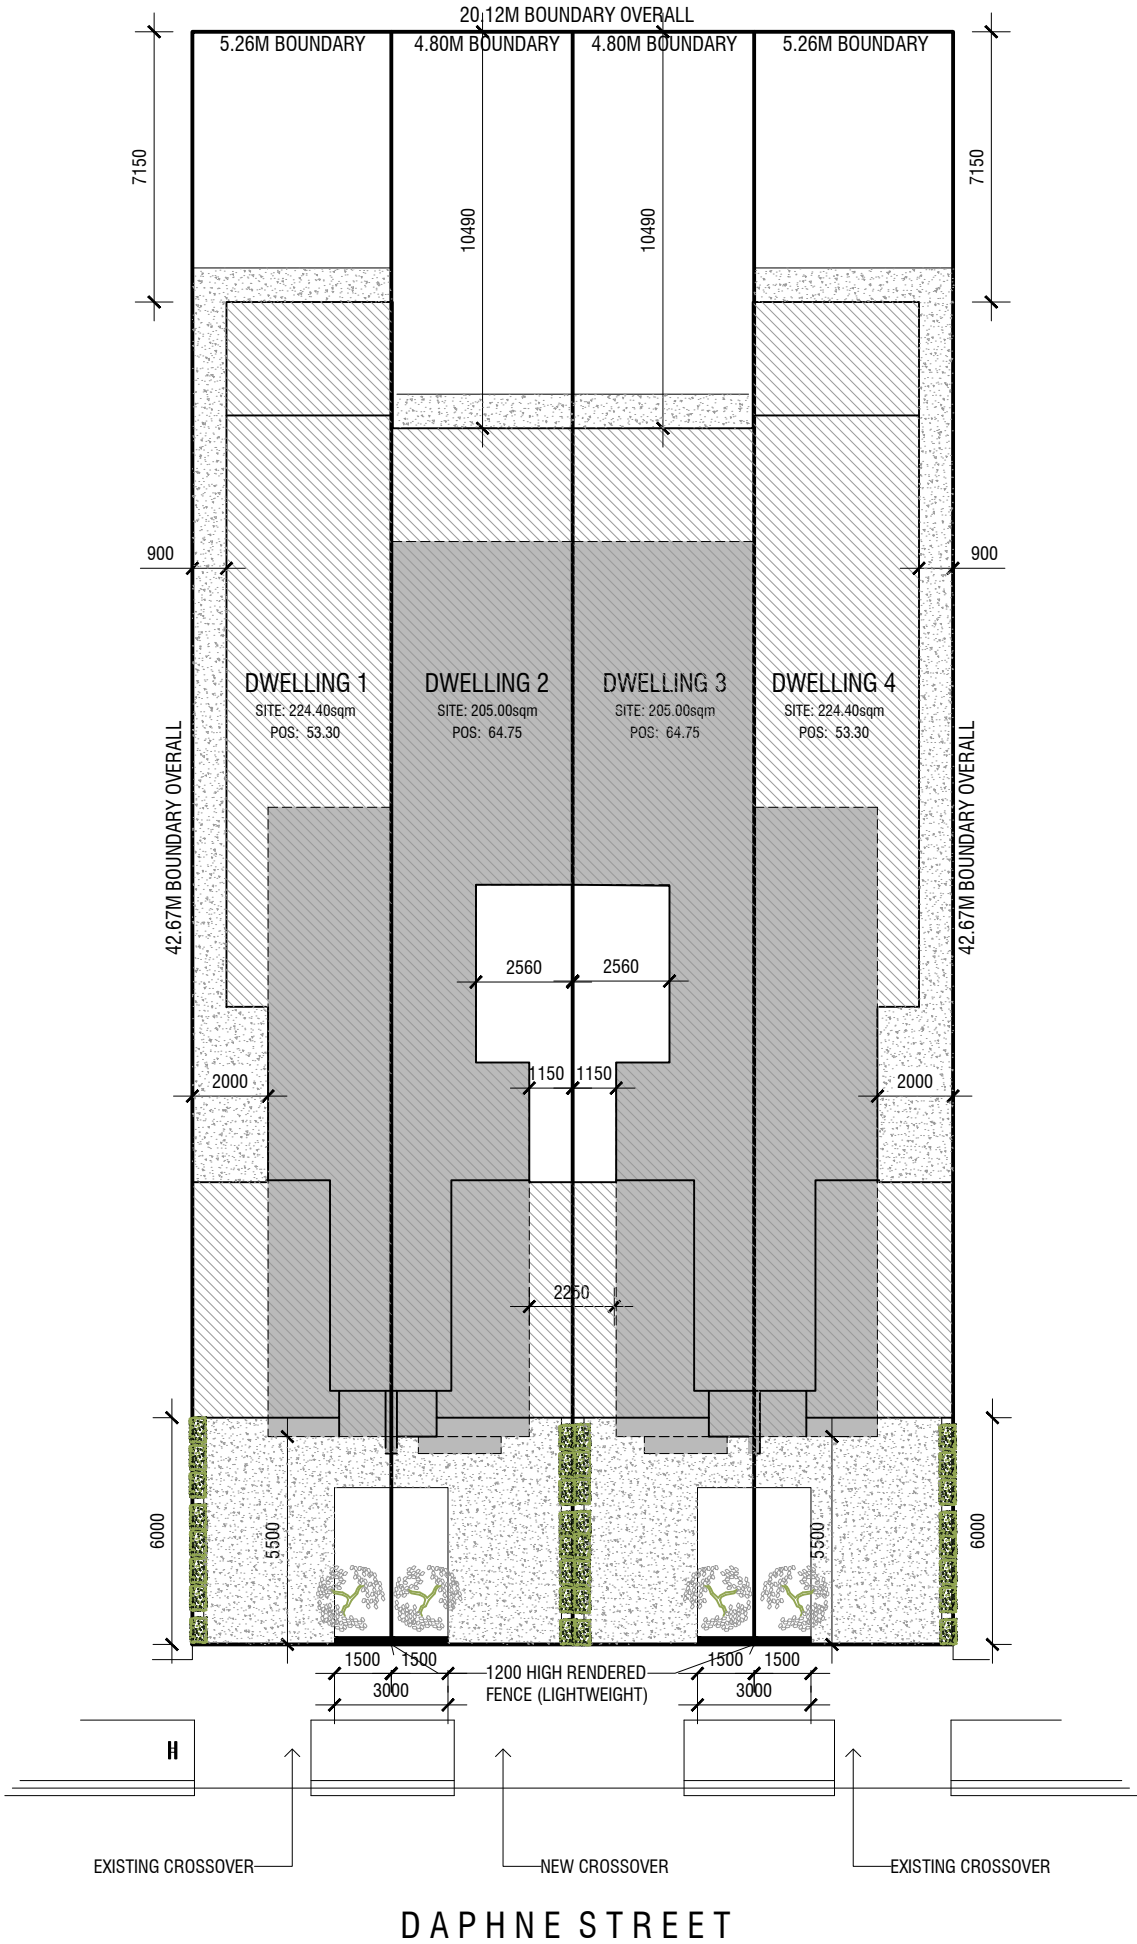 20.12M BOUNDARY OVERALL
5.26M BOUNDARY
4.80M BOUNDARY
4.80M BOUNDARY
5.26M BOUNDARY
7150
7150
10490
10490
900
900
DWELLING 1
SITE: 224.40sqm
POS: 53.30
DWELLING 2
SITE: 205.00sqm
POS: 64.75
DWELLING 3
SITE: 205.00sqm
POS: 64.75
DWELLING 4
SITE: 224.40sqm
POS: 53.30
42.67M BOUNDARY OVERALL
42.67M BOUNDARY OVERALL
2560
2560
1150
1150
2000
2000
2250
6000
5500
5500
6000
1500
1500
3000
1200 HIGH RENDERED
FENCE (LIGHTWEIGHT)
1500
1500
3000
EXISTING CROSSOVER
NEW CROSSOVER
EXISTING CROSSOVER
DAPHNE STREET